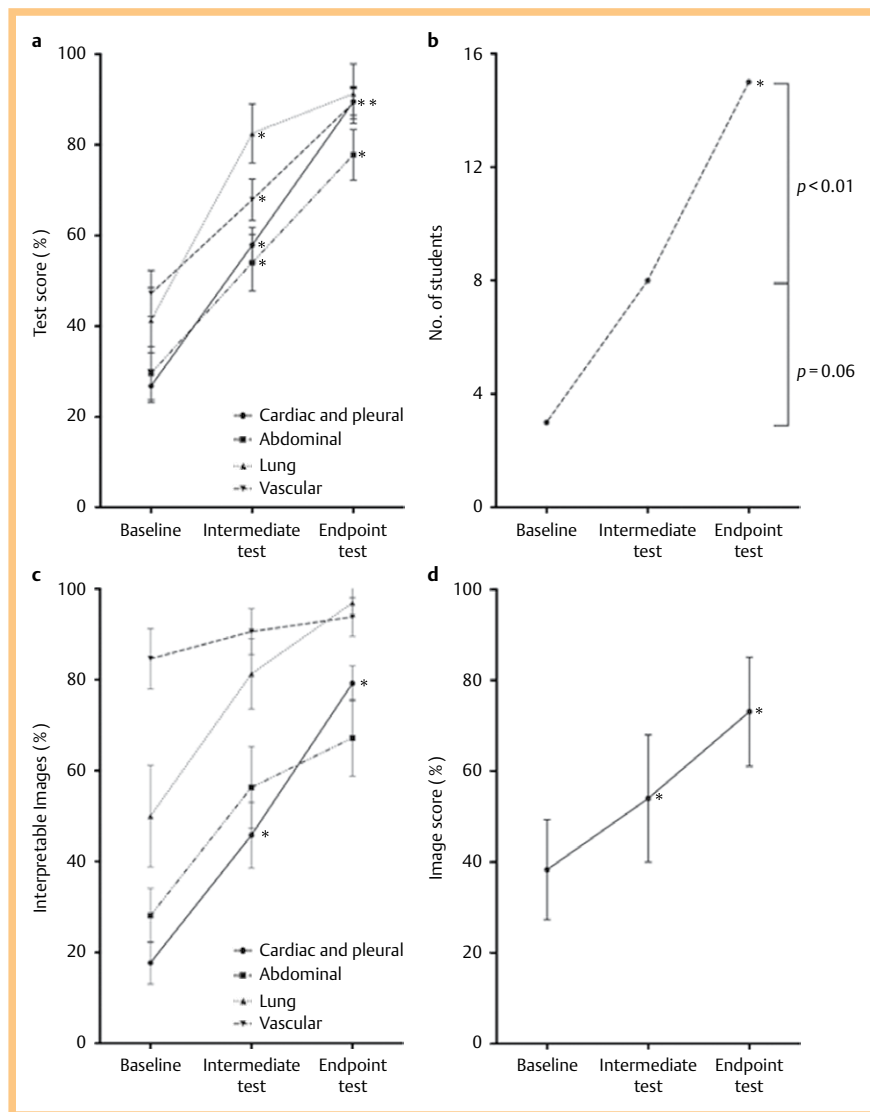 a
100
80
60
40
20
0
Test score (%)
* *
*
*
*
*
*
Cardiac and pleural
Abdominal
Lung
Vascular
Baseline
Intermediate
test
Endpoint
test
b
16
12
8
4
0
No. of students
*
p<0.01
p=0.06
Baseline
Intermediate
test
Endpoint
test
c
100
80
60
40
20
0
Interpretable Images (%)
*
*
Cardiac and pleural
Abdominal
Lung
Vascular
Baseline
Intermediate
test
Endpoint
test
d
100
80
60
40
20
0
Image score (%)
*
*
Baseline
Intermediate
test
Endpoint
test